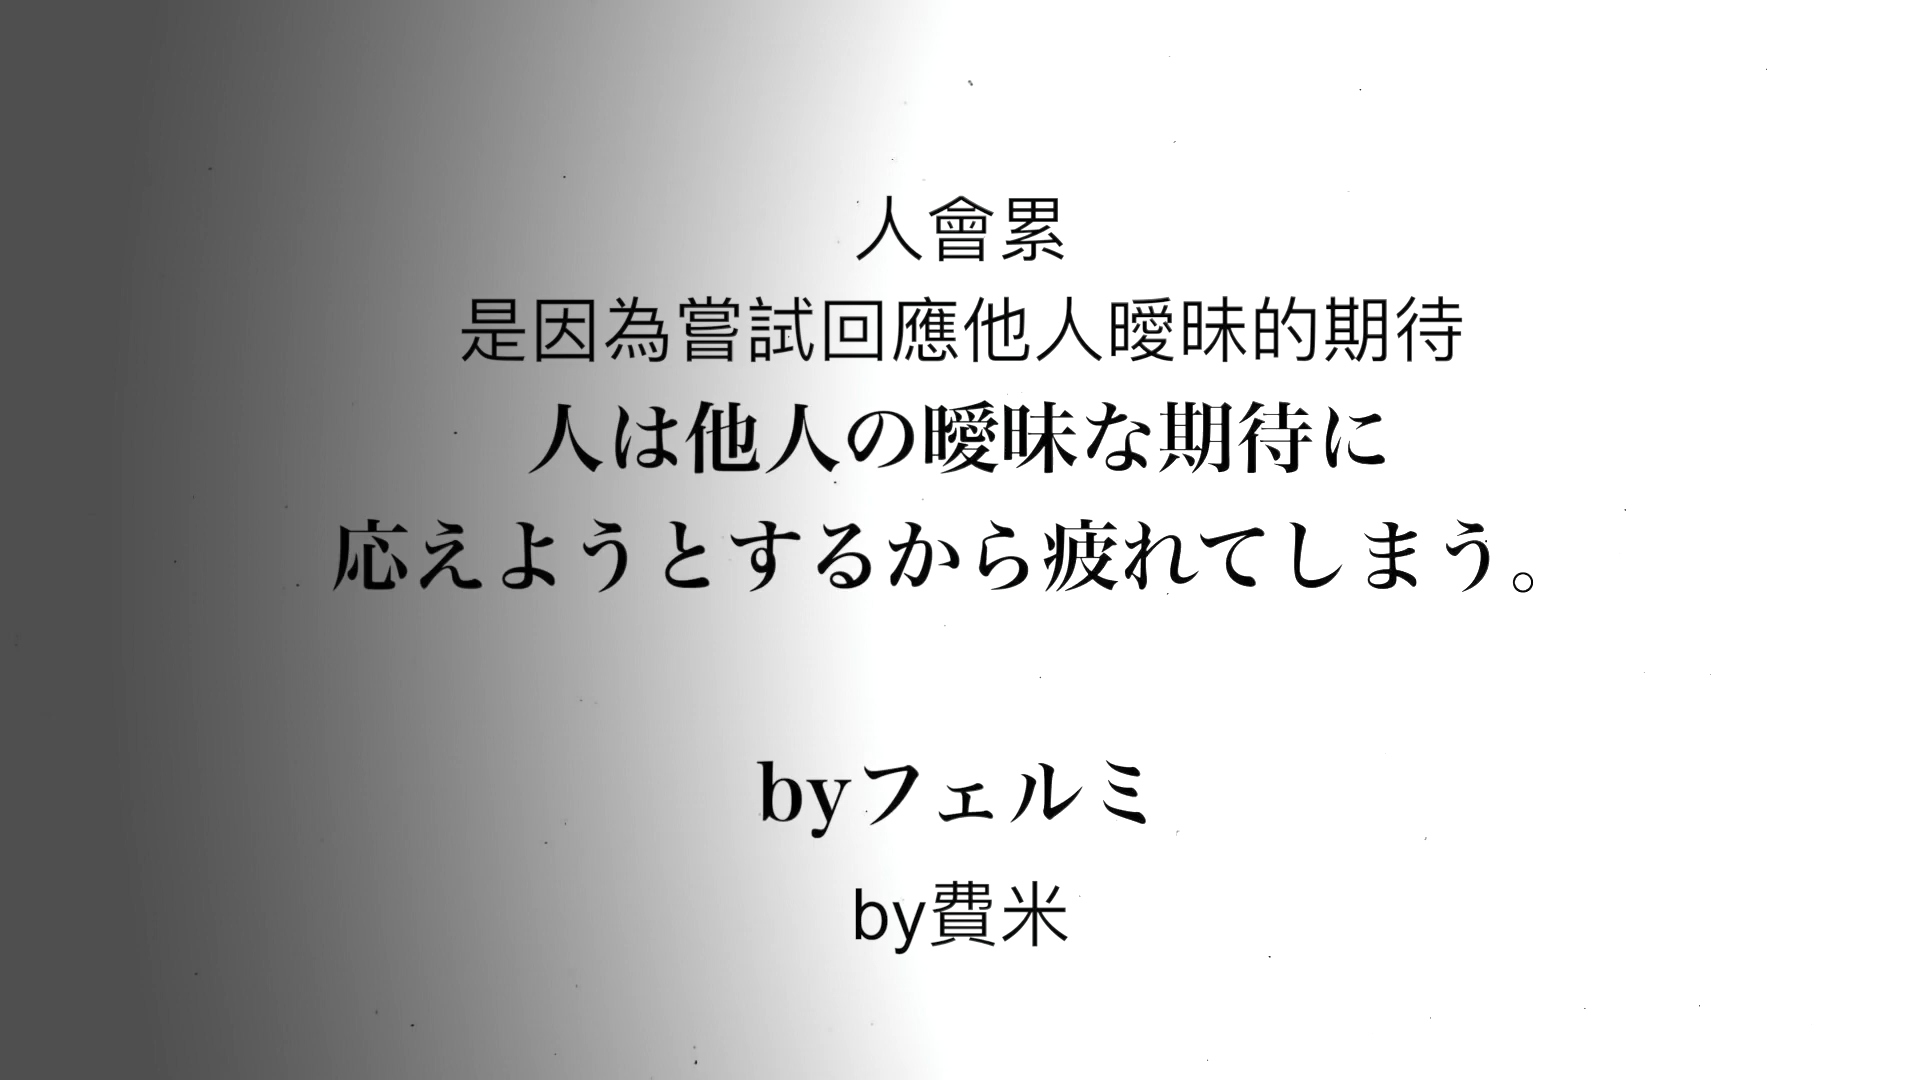 人會累
是因為嘗試回應他人曖昧的期待
人は他人の曖昧な期待に
応えようとするから疲れてしまう。
byフェルミ
by費米